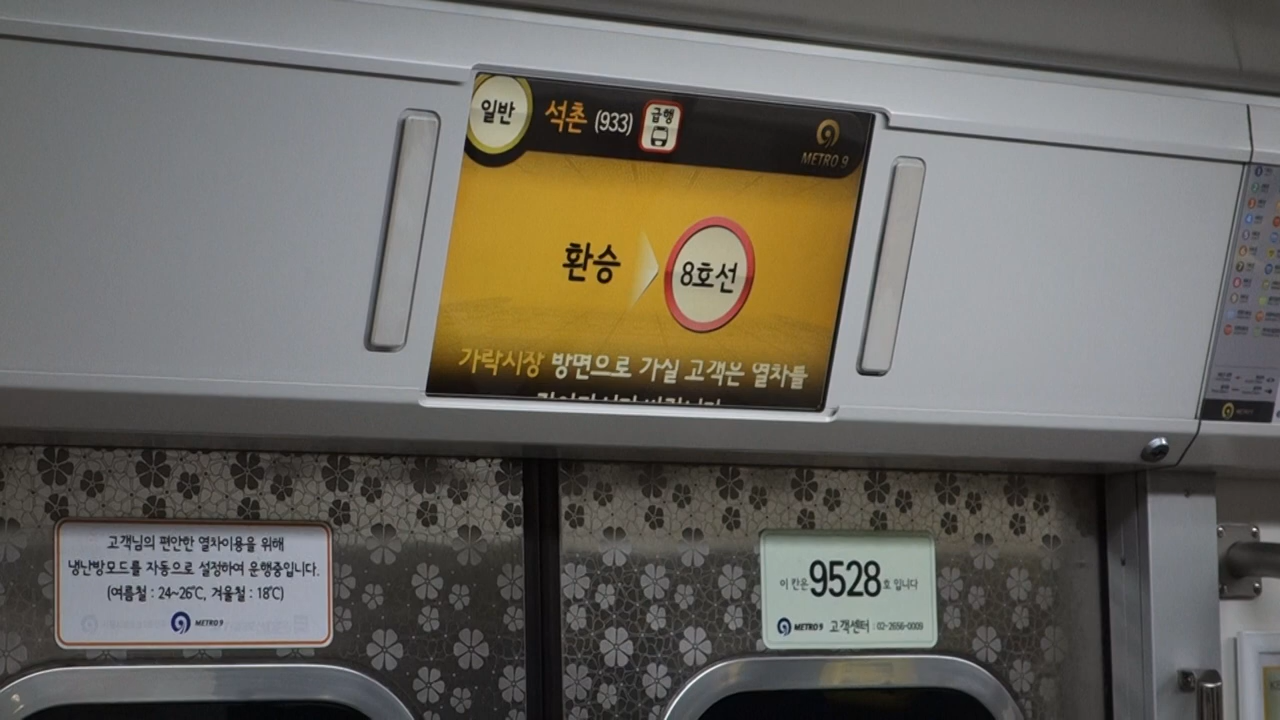 일반 석촌 (933) 급행
METRO 9
환승 8호선
가락시장 방면으로 가실 고객은 열차를
고객님의 편안한 열차이용을 위해
냉난방모드를 자동으로 설정하여 운행중입니다.
(여름철 : 24~26℃, 겨울철 : 18℃)
METRO 9
이 칸은 9528호 입니다
METRO 9 고객센터 : 02-2656-0009